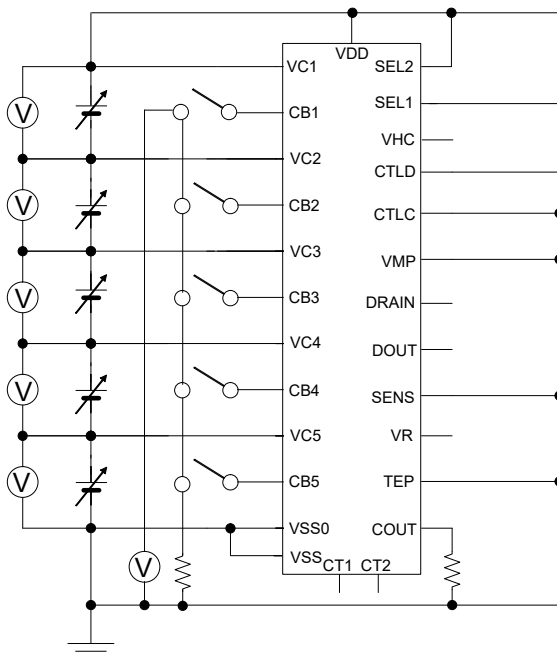 VDD
VC1
SEL2
V
CB1
SEL1
VHC
VC2
CTLD
V
CB2
CTLC
VC3
VMP
V
CB3
DRAIN
VC4
DOUT
V
CB4
SENS
VC5
VR
V
CB5
TEP
VSS0
COUT
VSS
V
CT1
CT2